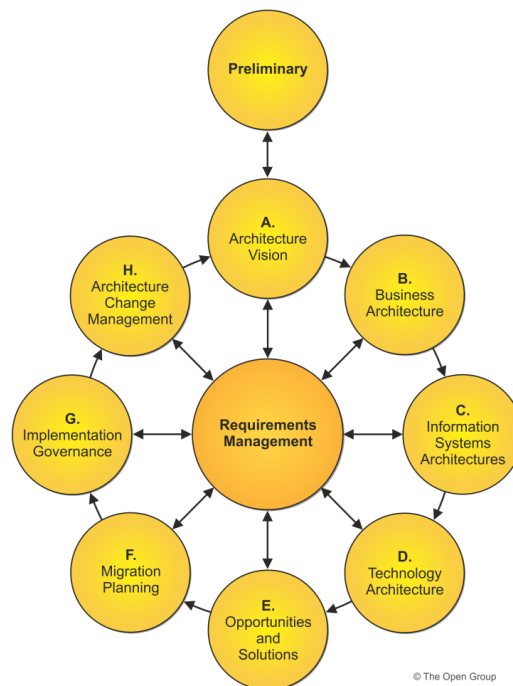 Preliminary
A.
Architecture
Vision
H.
Architecture
Change
Management
B.
Business
Architecture
G.
Implementation
Governance
Requirements
Management
C.
Information
Systems
Architectures
F.
Migration
Planning
D.
Technology
Architecture
E.
Opportunities
and
Solutions
© The Open Group